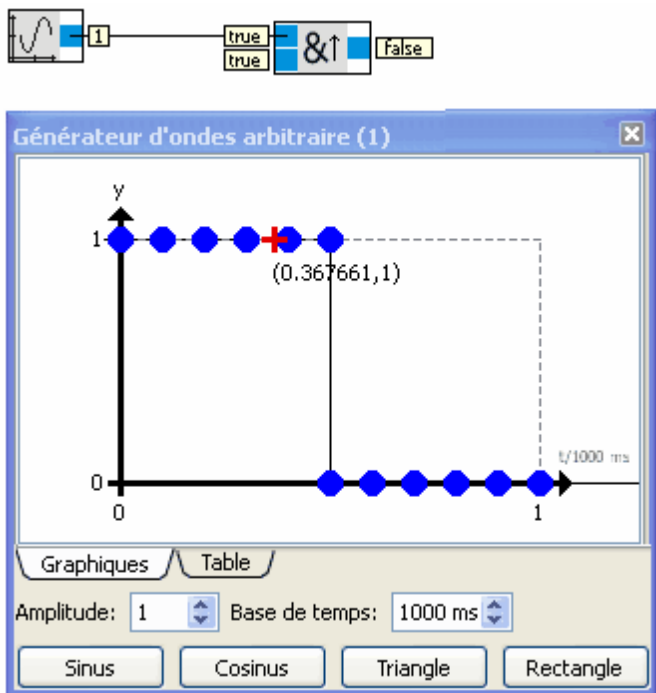 1
true
true
&↑
false
Générateur d'ondes arbitraire (1)
y
1
(0.367661,1)
t/1000 ms
0
0
1
Graphiques Table
Amplitude: 1 Base de temps: 1000 ms
Sinus Cosinus Triangle Rectangle